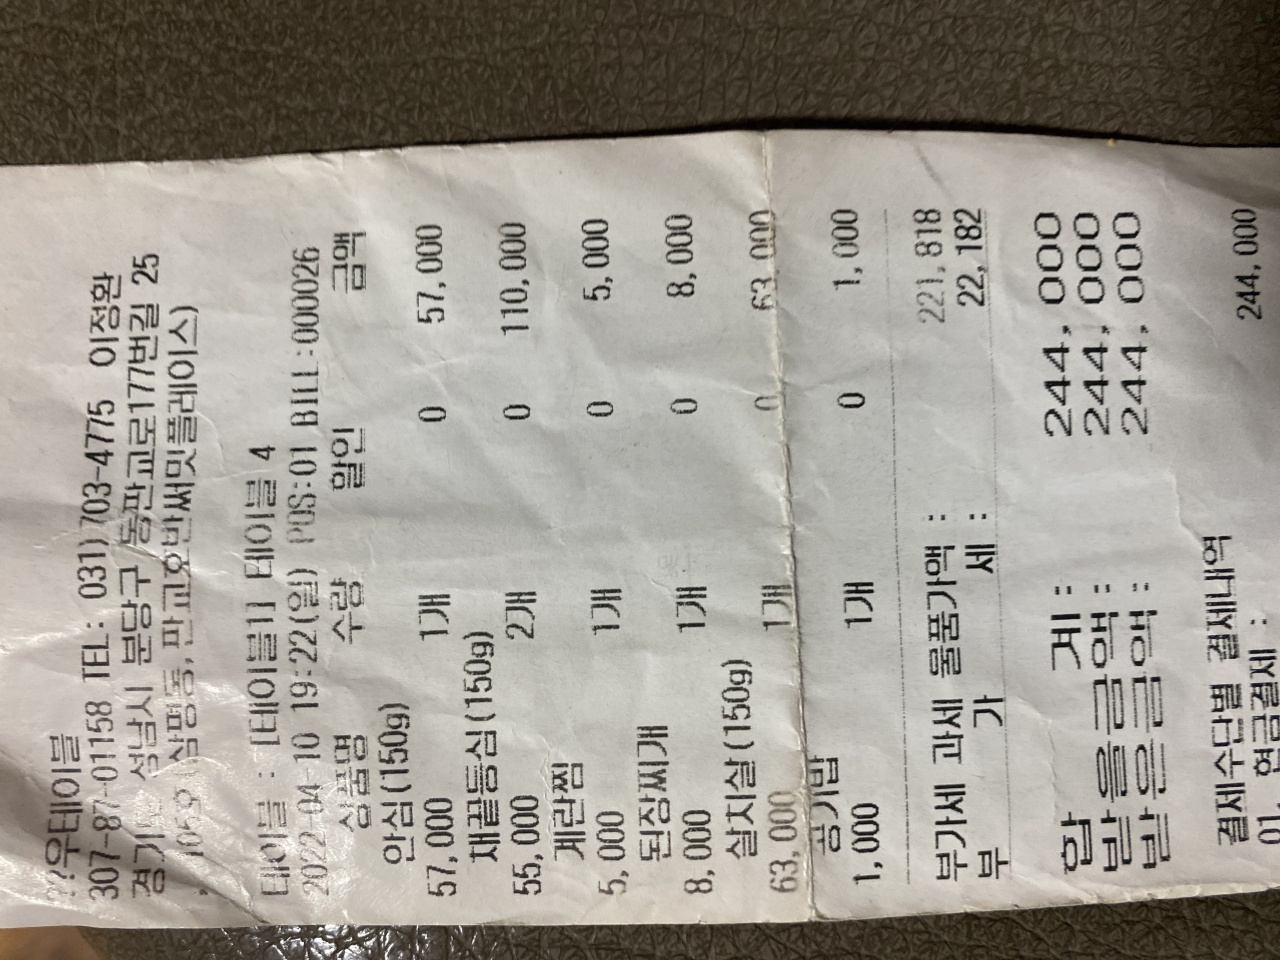 ??우테이블
307-87-01158 TEL: 031)703-4775 이정환
성남시 분당구 동판교로177번길 25
105호(삼평동,판교호반써밋플레이스)
테이블 : [테이블1] 테이블 4
2022-04-10 19:22(일) POS:01 BILL:000026
상품명 수량 할인 금액
안심(150g)
57,000 1개 0 57,000
채끝등심(150g)
55,000 2개 0 110,000
계란찜
5,000 1개 0 5,000
된장찌개
8,000 1개 0 8,000
살치살(150g)
63,000 1개 0 63,000
공기밥
1,000 1개 0 1,000
부가세 과세 물품가액 : 221,818
부 가 세 : 22,182
합 계 : 244,000
받을금액: 244,000
받은금액: 244,000
결제수단별 결제내역
01. 현금결제 : 244,000